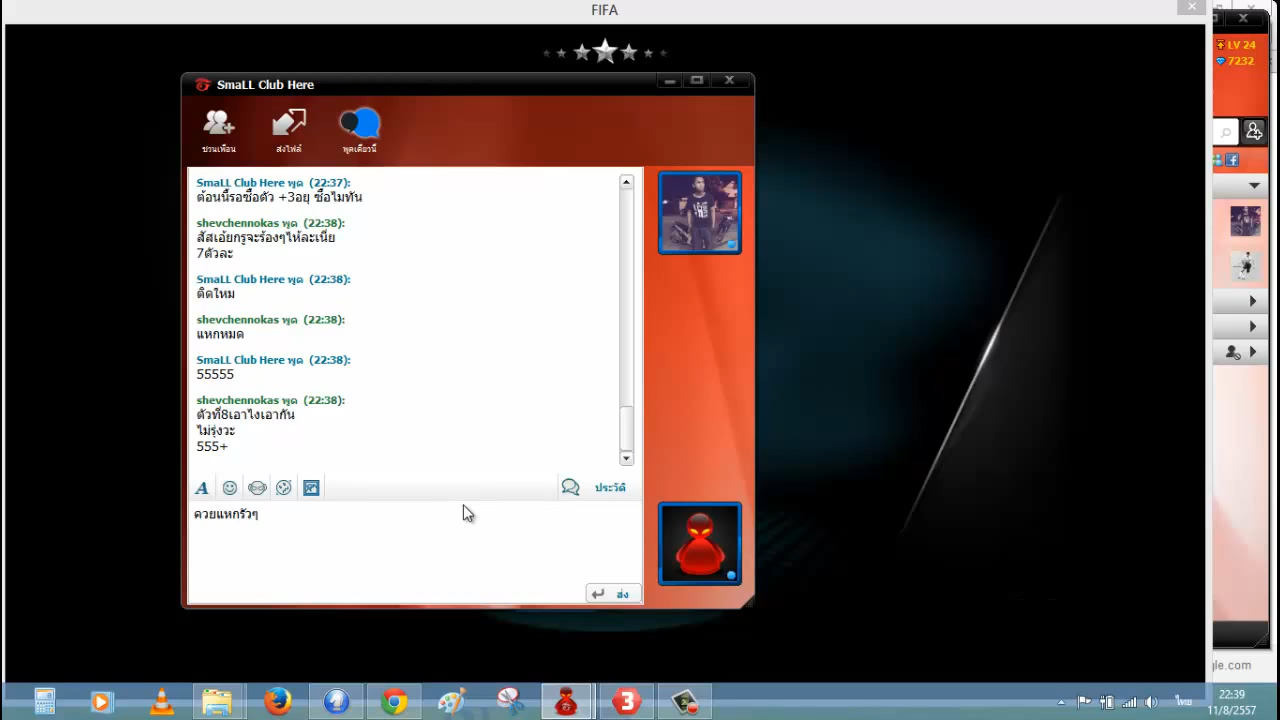 FIFA
SmaLL Club Here
LV 24
7232
ชวนเพื่อน
ส่งไฟล์
พูดเดี๋ยวนี้
SmaLL Club Here พูด (22:37):
ต้อนนี้รอซื้อตัว +3อยุ ซื้อไมทัน
shevchennokas พูด (22:38):
สัสเอ้ยกรูจะร้องๆไห้ละเนี่ย
7ตัวละ
SmaLL Club Here พูด (22:38):
ติดใหม
shevchennokas พูด (22:38):
แหกหมด
SmaLL Club Here พูด (22:38):
55555
shevchennokas พูด (22:38):
ตัวที่8เอาไงเอากัน
ไม่รุ่งวะ
555+
A
ประวัติ
ควยแหกรัวๆ
ส่ง
gle.com
ไทย
22:39
11/8/2557